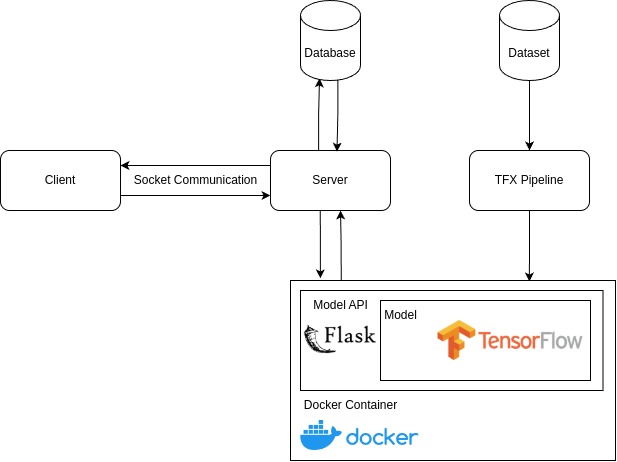 Database
Dataset
Client
Socket Communication
Server
TFX Pipeline
Model API
Flask
Model
TensorFlow
Docker Container
docker